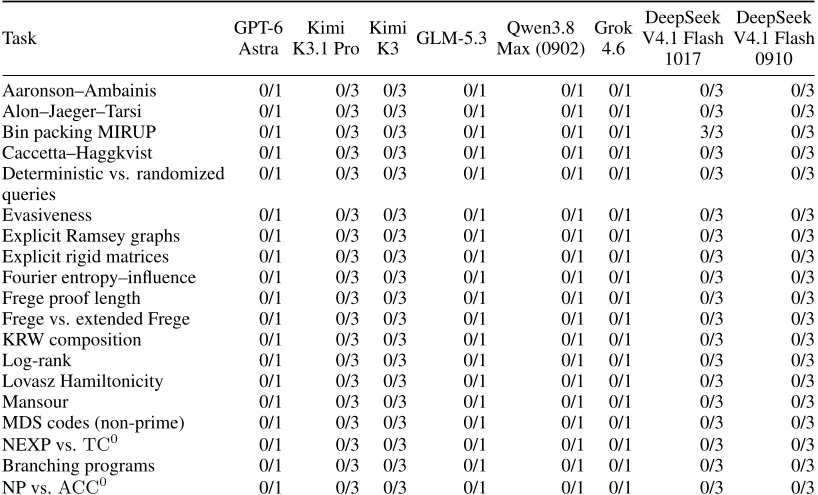 Task GPT-6 Astra Kimi K3.1 Pro Kimi K3 GLM-5.3 Qwen3.8 Max (0902) Grok 4.6 DeepSeek V4.1 Flash 1017 DeepSeek V4.1 Flash 0910
Aaronson–Ambainis 0/1 0/3 0/3 0/1 0/1 0/1 0/3 0/3
Alon–Jaeger–Tarsi 0/1 0/3 0/3 0/1 0/1 0/1 0/3 0/3
Bin packing MIRUP 0/1 0/3 0/3 0/1 0/1 0/1 3/3 0/3
Caccetta–Haggkvist 0/1 0/3 0/3 0/1 0/1 0/1 0/3 0/3
Deterministic vs. randomized 0/1 0/3 0/3 0/1 0/1 0/1 0/3 0/3
queries
Evasiveness 0/1 0/3 0/3 0/1 0/1 0/1 0/3 0/3
Explicit Ramsey graphs 0/1 0/3 0/3 0/1 0/1 0/1 0/3 0/3
Explicit rigid matrices 0/1 0/3 0/3 0/1 0/1 0/1 0/3 0/3
Fourier entropy–influence 0/1 0/3 0/3 0/1 0/1 0/1 0/3 0/3
Frege proof length 0/1 0/3 0/3 0/1 0/1 0/1 0/3 0/3
Frege vs. extended Frege 0/1 0/3 0/3 0/1 0/1 0/1 0/3 0/3
KRW composition 0/1 0/3 0/3 0/1 0/1 0/1 0/3 0/3
Log-rank 0/1 0/3 0/3 0/1 0/1 0/1 0/3 0/3
Lovasz Hamiltonicity 0/1 0/3 0/3 0/1 0/1 0/1 0/3 0/3
Mansour 0/1 0/3 0/3 0/1 0/1 0/1 0/3 0/3
MDS codes (non-prime) 0/1 0/3 0/3 0/1 0/1 0/1 0/3 0/3
NEXP vs. TC⁰ 0/1 0/3 0/3 0/1 0/1 0/1 0/3 0/3
Branching programs 0/1 0/3 0/3 0/1 0/1 0/1 0/3 0/3
NP vs. ACC⁰ 0/1 0/3 0/3 0/1 0/1 0/1 0/3 0/3